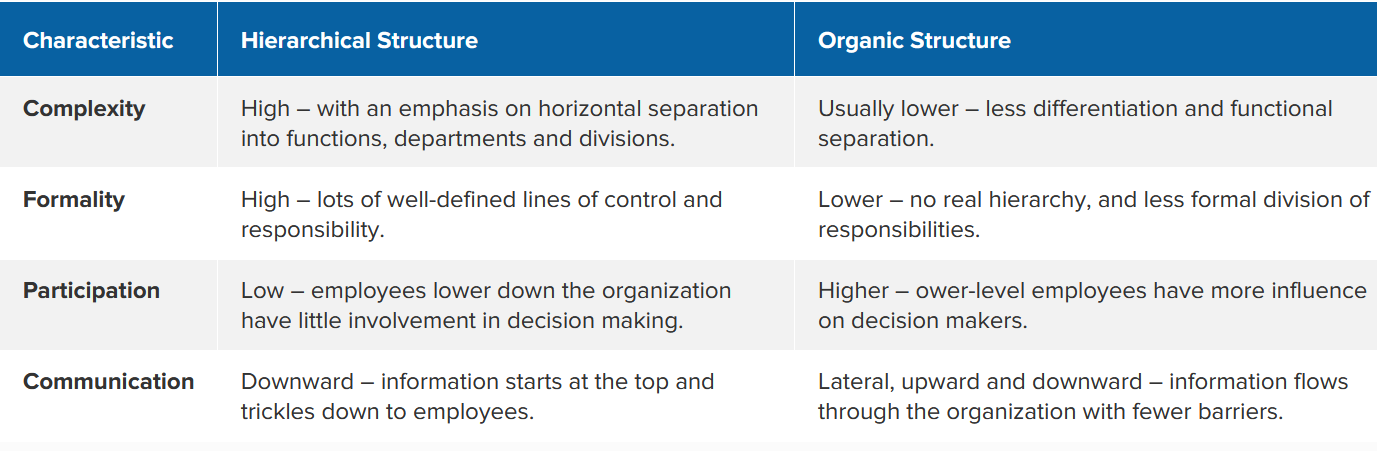 Characteristic Hierarchical Structure Organic Structure
Complexity High – with an emphasis on horizontal separation Usually lower – less differentiation and functional
into functions, departments and divisions. separation.
Formality High – lots of well-defined lines of control and Lower – no real hierarchy, and less formal division of
responsibility. responsibilities.
Participation Low – employees lower down the organization Higher – ower-level employees have more influence
have little involvement in decision making. on decision makers.
Communication Downward – information starts at the top and Lateral, upward and downward – information flows
trickles down to employees. through the organization with fewer barriers.